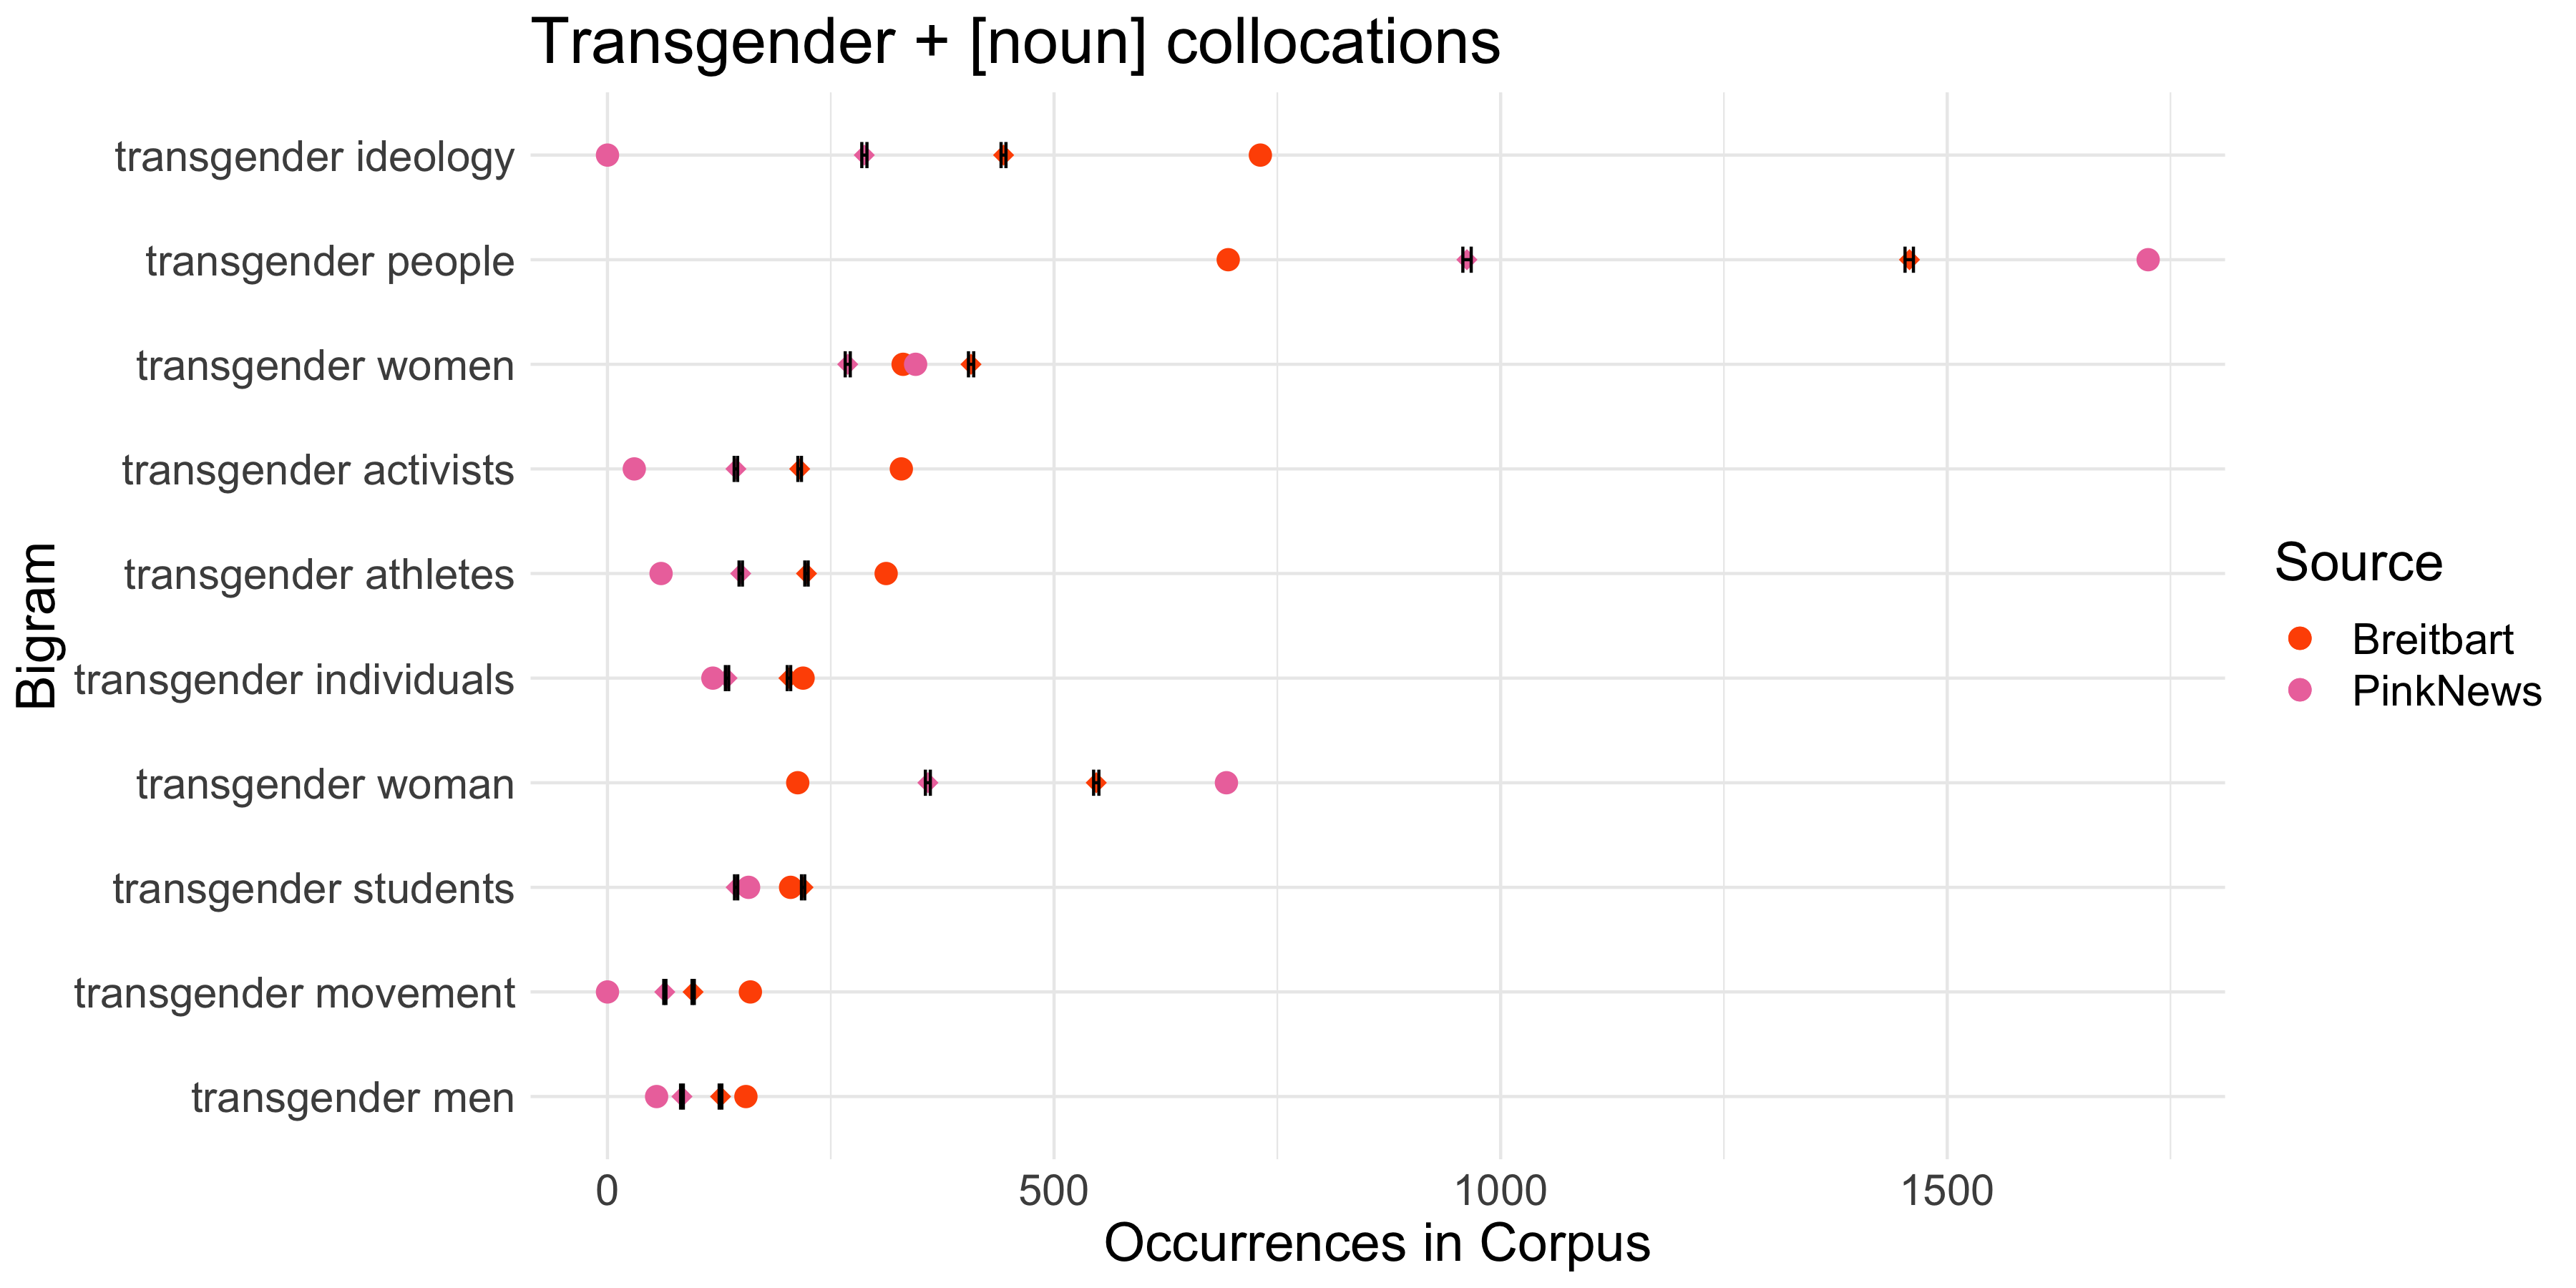 Transgender + [noun] collocations
transgender ideology
transgender people
transgender women
transgender activists
transgender athletes
transgender individuals
transgender woman
transgender students
transgender movement
transgender men
Bigram
0 500 1000 1500
Occurrences in Corpus
Source
Breitbart
PinkNews